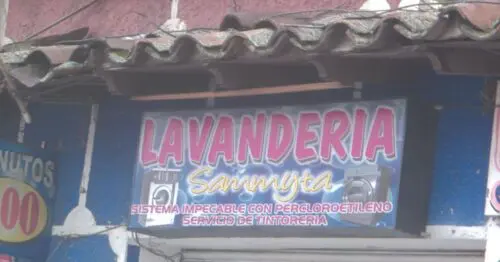 NUTOS
00
LAVANDERIA
Sammyta
SISTEMA IMPECABLE CON PERCLOROETILENO
SERVICIO DE TINTORERIA